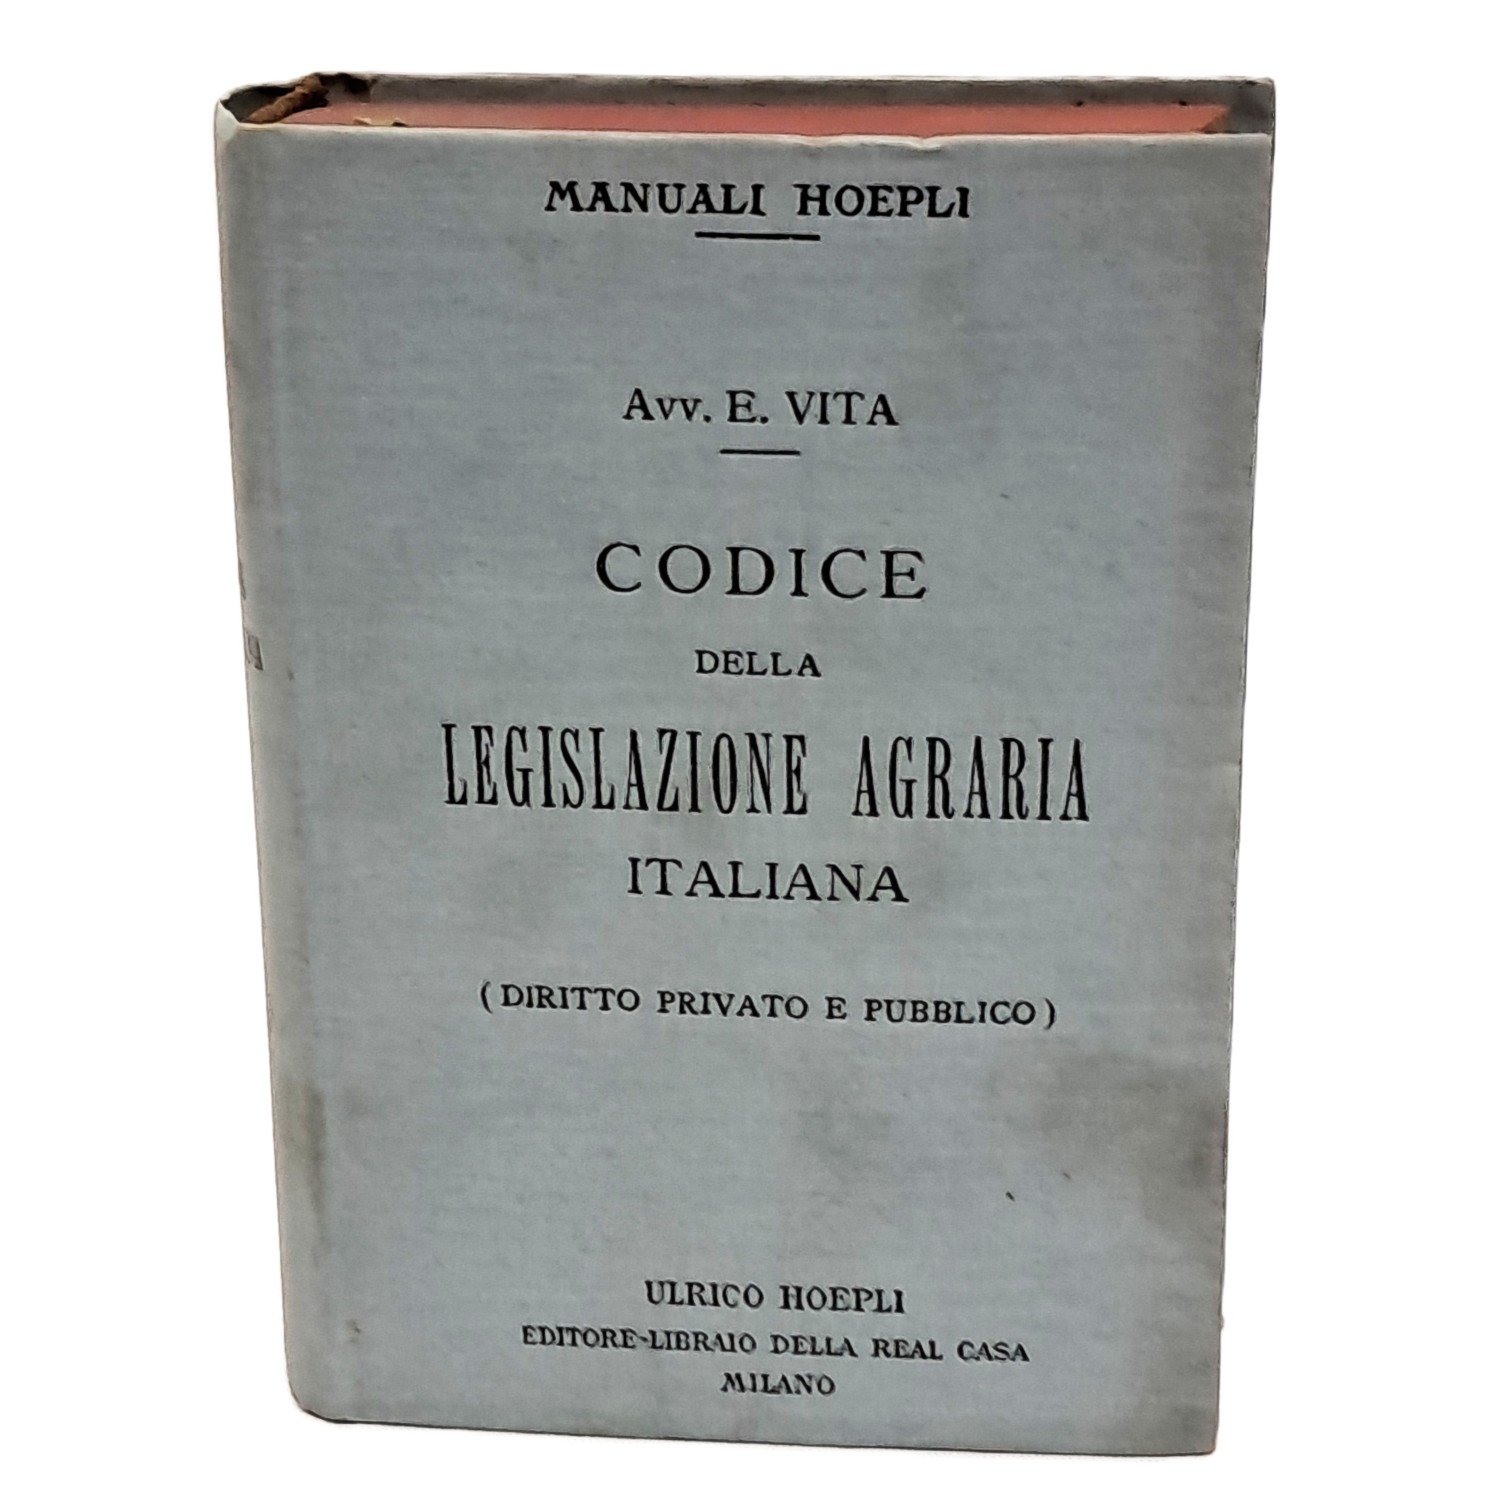 MANUALI HOEPLI
Avv. E. VITA
CODICE
DELLA
LEGISLAZIONE AGRARIA
ITALIANA
(DIRITTO PRIVATO E PUBBLICO)
ULRICO HOEPLI
EDITORE-LIBRAIO DELLA REAL CASA
MILANO